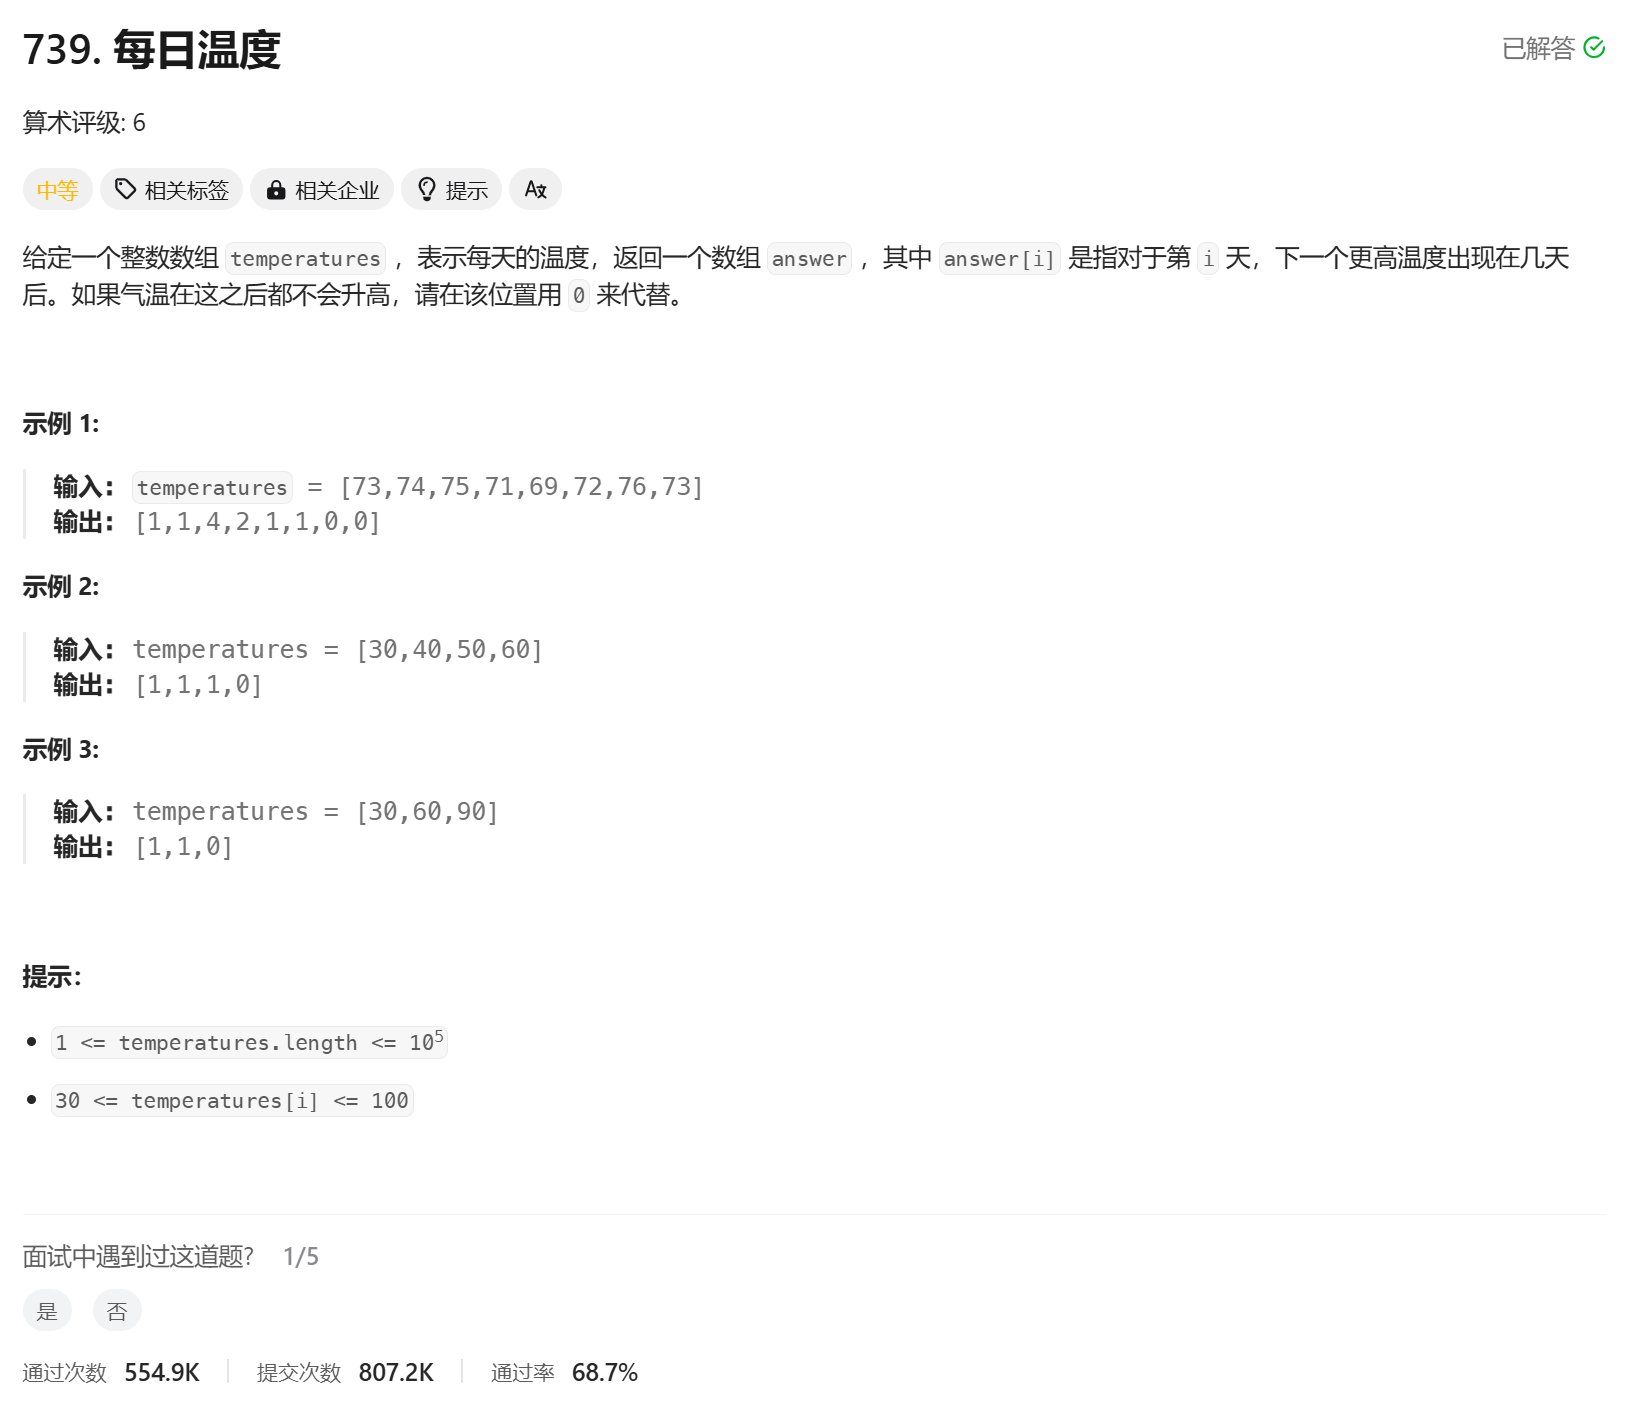 739. 每日温度
已解答
算术评级: 6
中等 相关标签 相关企业 提示
给定一个整数数组 temperatures ，表示每天的温度，返回一个数组 answer ，其中 answer[i] 是指对于第 i 天，下一个更高温度出现在几天
后。如果气温在这之后都不会升高，请在该位置用 0 来代替。
示例 1:
输入: temperatures = [73,74,75,71,69,72,76,73]
输出: [1,1,4,2,1,1,0,0]
示例 2:
输入: temperatures = [30,40,50,60]
输出: [1,1,1,0]
示例 3:
输入: temperatures = [30,60,90]
输出: [1,1,0]
提示：
1 <= temperatures.length <= 10⁵
30 <= temperatures[i] <= 100
面试中遇到过这道题? 1/5
是 否
通过次数 554.9K 提交次数 807.2K 通过率 68.7%